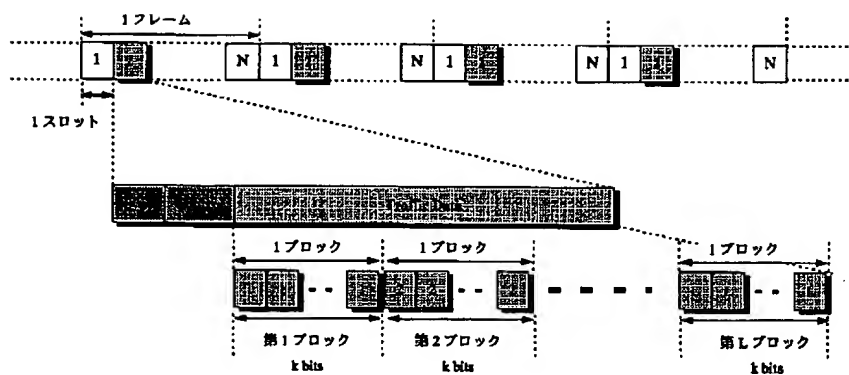 1フレーム
1 N 1 N 1 N 1 N
1スロット
Traffic Data
1ブロック 1ブロック 1ブロック
第1ブロック 第2ブロック 第Lブロック
k bits k bits k bits